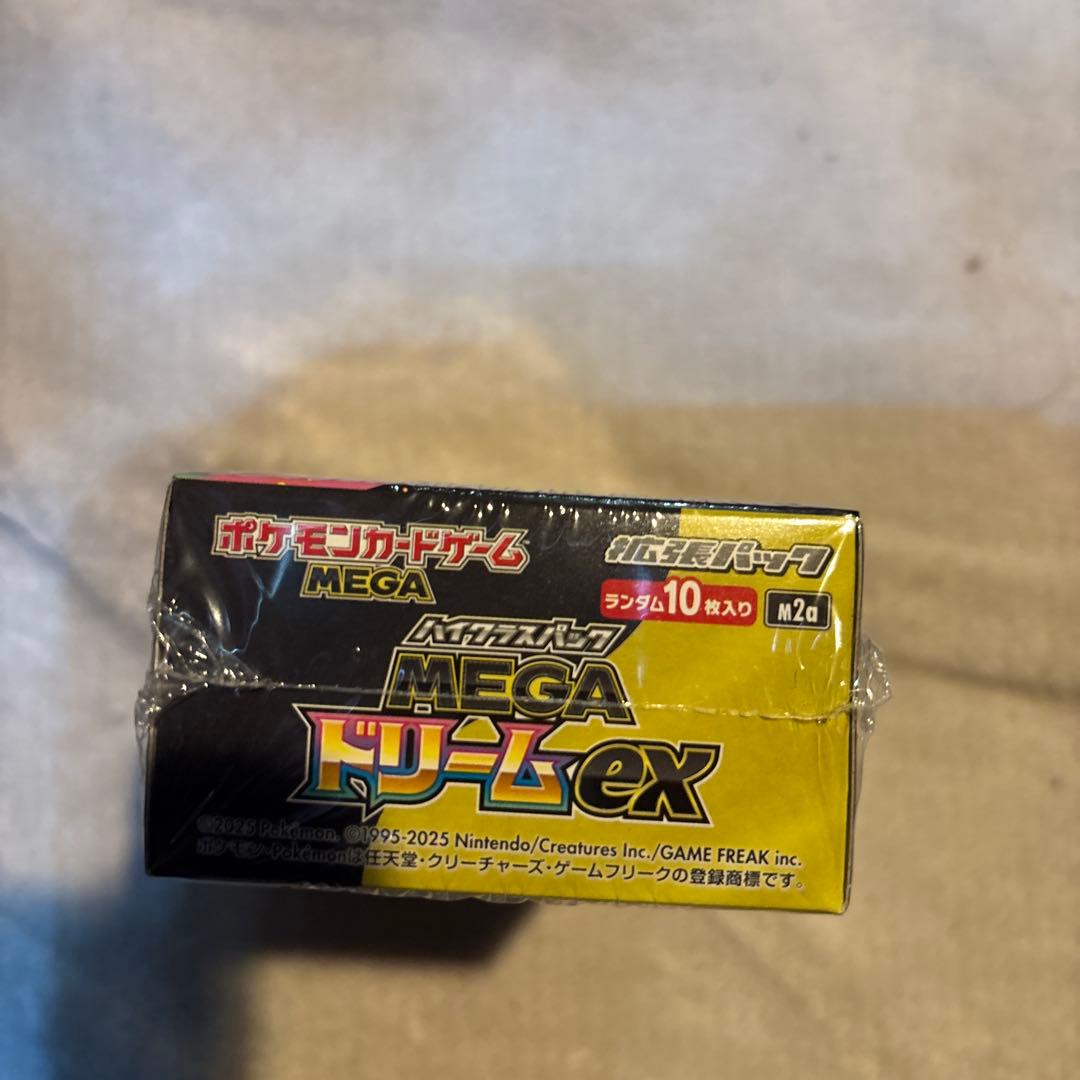 ポケモンカードゲーム
MEGA
拡張パック
ランダム10枚入り
M2a
ハイクラスパック
MEGA
ドリームex
©2025 Pokémon. ©1995-2025 Nintendo/Creatures Inc./GAME FREAK inc.
ポケモン・Pokémonは任天堂・クリーチャーズ・ゲームフリークの登録商標です。